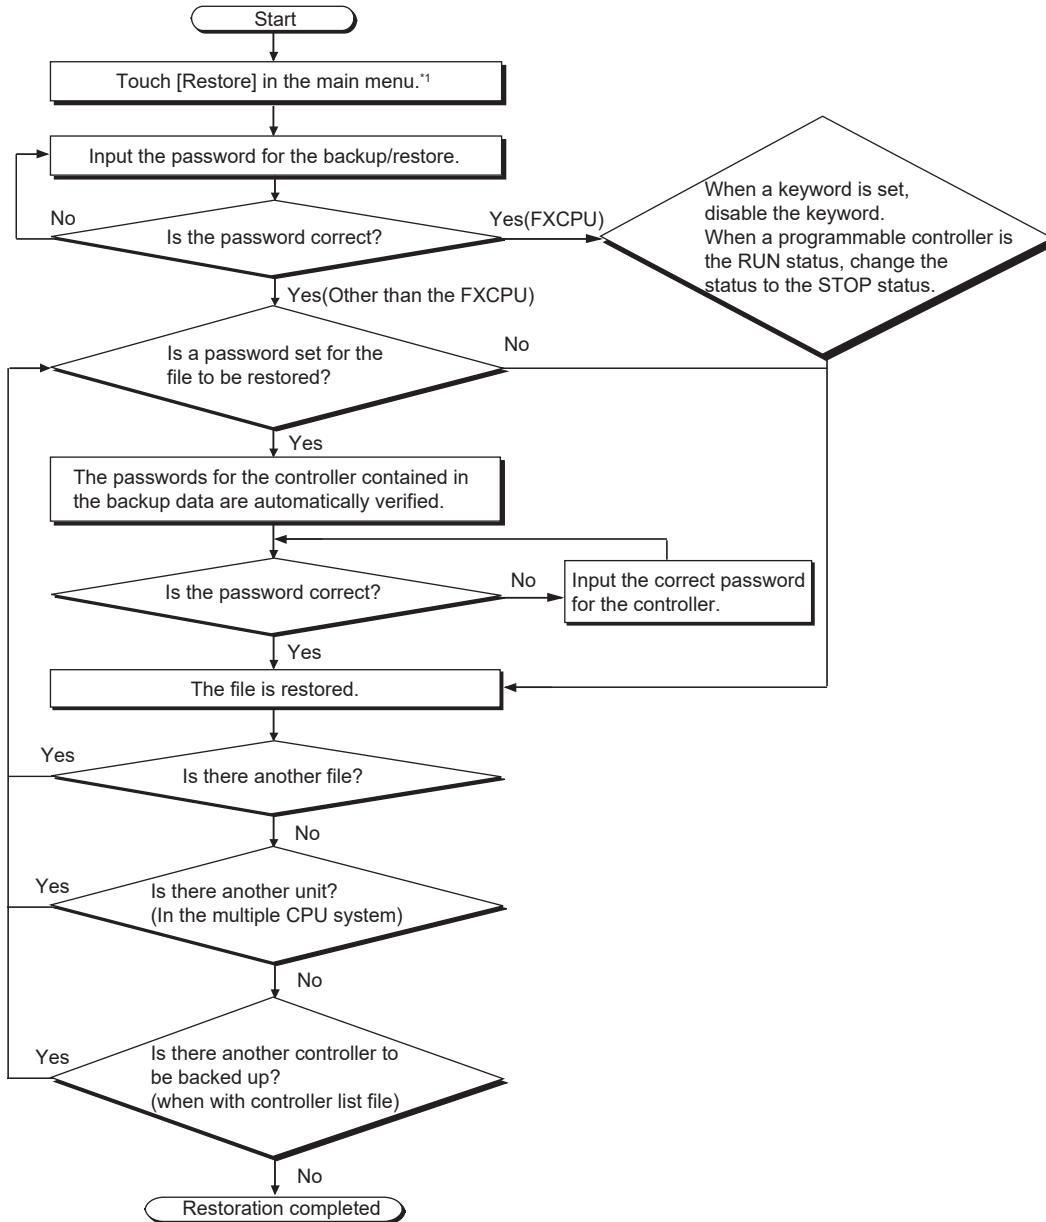 Start
Touch [Restore] in the main menu.*1
Input the password for the backup/restore.
No
Is the password correct?
Yes(FXCPU)
When a keyword is set,
disable the keyword.
When a programmable controller is
the RUN status, change the
status to the STOP status.
Yes(Other than the FXCPU)
Is a password set for the
file to be restored?
No
Yes
The passwords for the controller contained in
the backup data are automatically verified.
Is the password correct?
No
Input the correct password
for the controller.
Yes
The file is restored.
Yes
Is there another file?
No
Yes
Is there another unit?
(In the multiple CPU system)
No
Yes
Is there another controller to
be backed up?
(when with controller list file)
No
Restoration completed